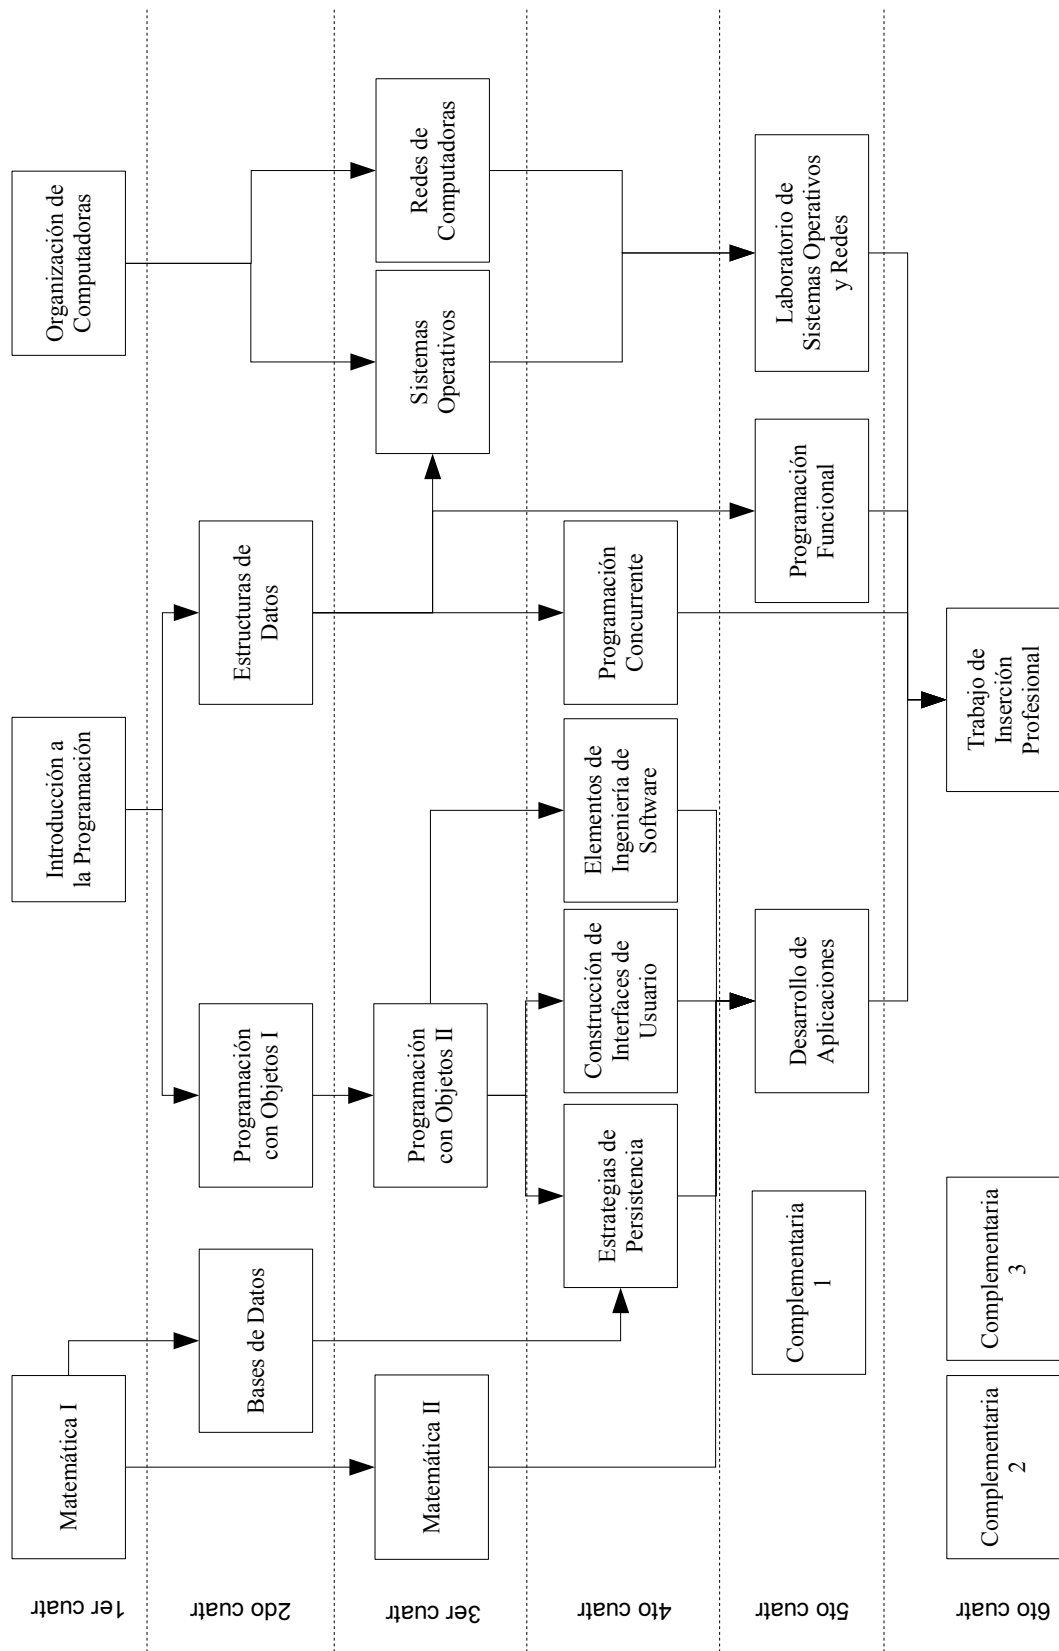 1er cuatr
Matemática I
Introducción a
la Programación
Organización de
Computadoras
2do cuatr
Bases de Datos
Programación
con Objetos I
Estructuras de
Datos
3er cuatr
Matemática II
Programación
con Objetos II
Sistemas
Operativos
Redes de
Computadoras
4to cuatr
Estrategias de
Persistencia
Construcción de
Interfaces de
Usuario
Elementos de
Ingeniería de
Software
Programación
Concurrente
5to cuatr
Complementaria
1
Desarrollo de
Aplicaciones
Programación
Funcional
Laboratorio de
Sistemas Operativos
y Redes
6to cuatr
Complementaria
2
Complementaria
3
Trabajo de
Inserción
Profesional